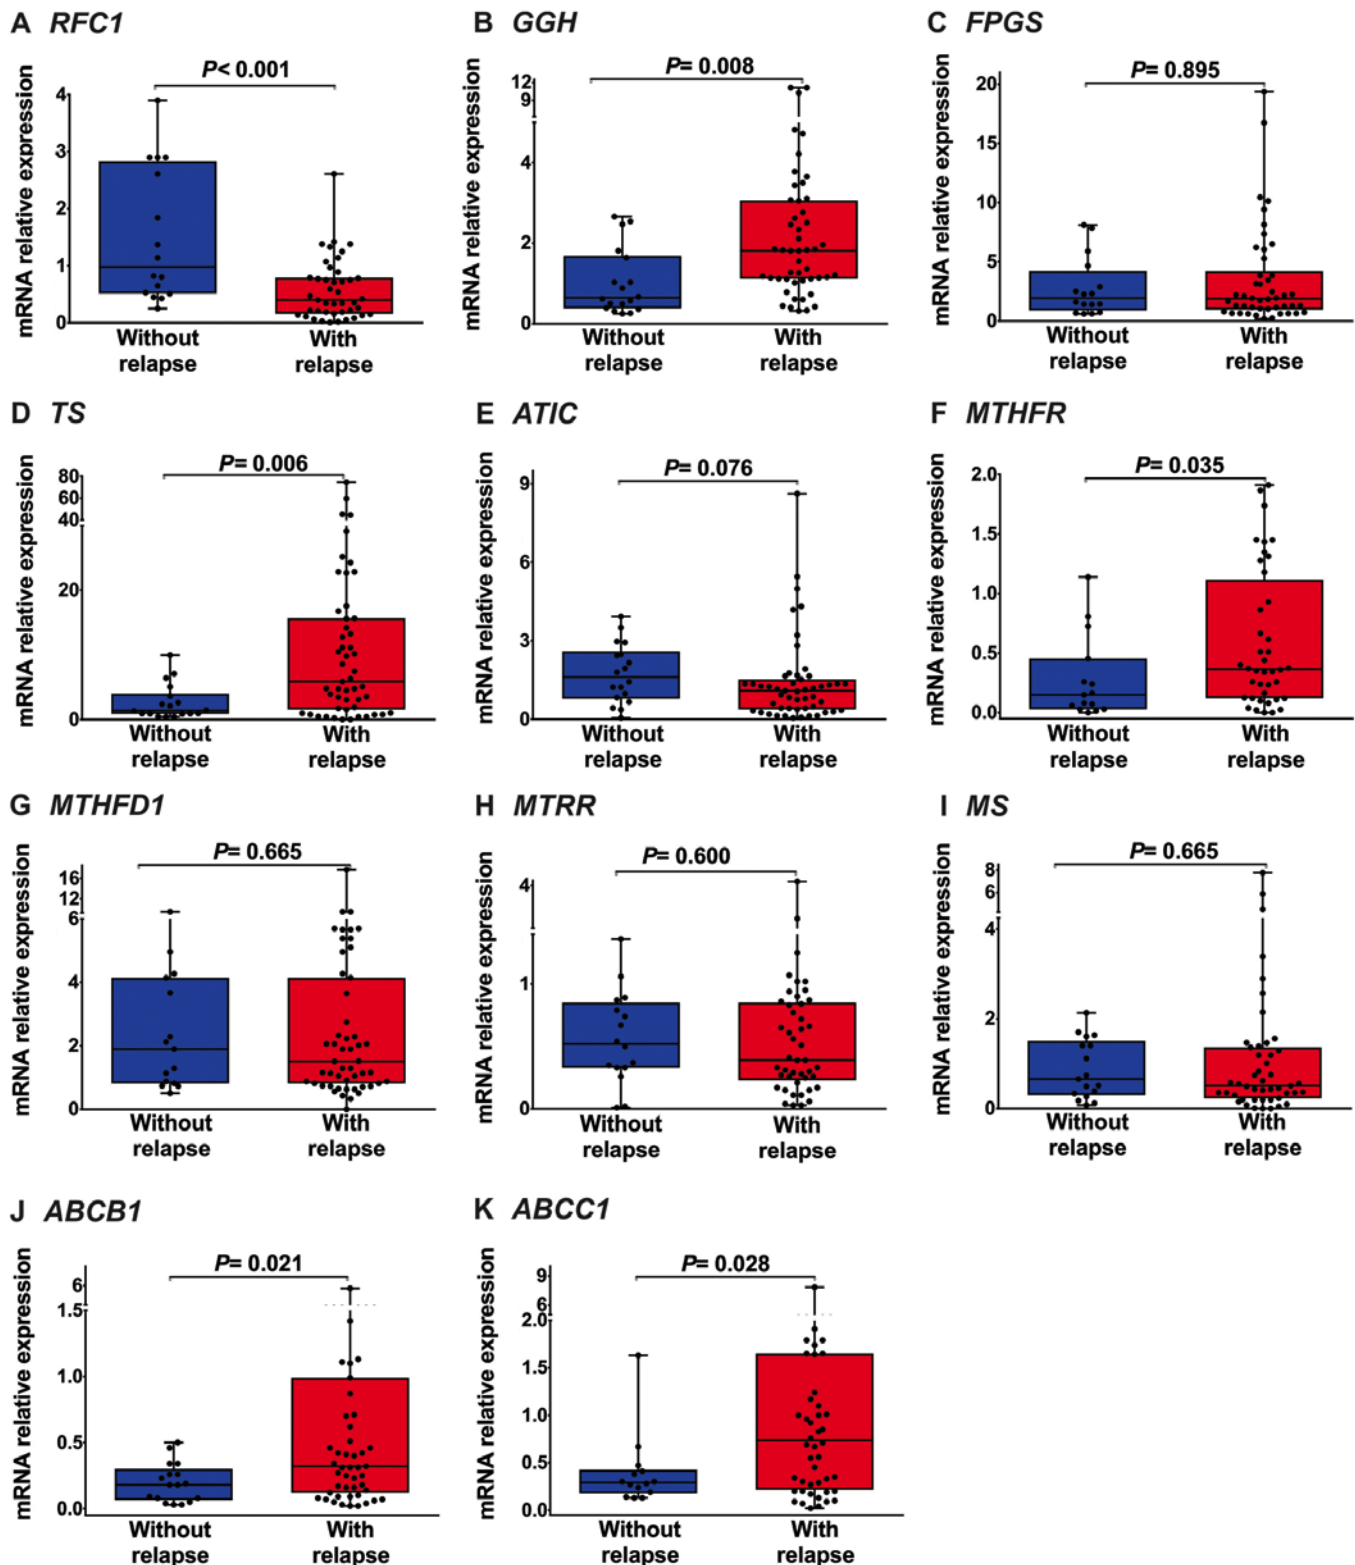 A RFC1
P< 0.001
mRNA relative expression
4
3
2
1
0
Without relapse
With relapse
B GGH
P= 0.008
mRNA relative expression
12
9
4
2
0
Without relapse
With relapse
C FPGS
P= 0.895
mRNA relative expression
20
15
10
5
0
Without relapse
With relapse
D TS
P= 0.006
mRNA relative expression
80
60
40
20
0
Without relapse
With relapse
E ATIC
P= 0.076
mRNA relative expression
9
6
3
0
Without relapse
With relapse
F MTHFR
P= 0.035
mRNA relative expression
2.0
1.5
1.0
0.5
0.0
Without relapse
With relapse
G MTHFD1
P= 0.665
mRNA relative expression
16
12
6
4
2
0
Without relapse
With relapse
H MTRR
P= 0.600
mRNA relative expression
4
1
0
Without relapse
With relapse
I MS
P= 0.665
mRNA relative expression
8
6
4
2
0
Without relapse
With relapse
J ABCB1
P= 0.021
mRNA relative expression
6
1.5
1.0
0.5
0.0
Without relapse
With relapse
K ABCC1
P= 0.028
mRNA relative expression
9
6
2.0
1.5
1.0
0.5
0.0
Without relapse
With relapse